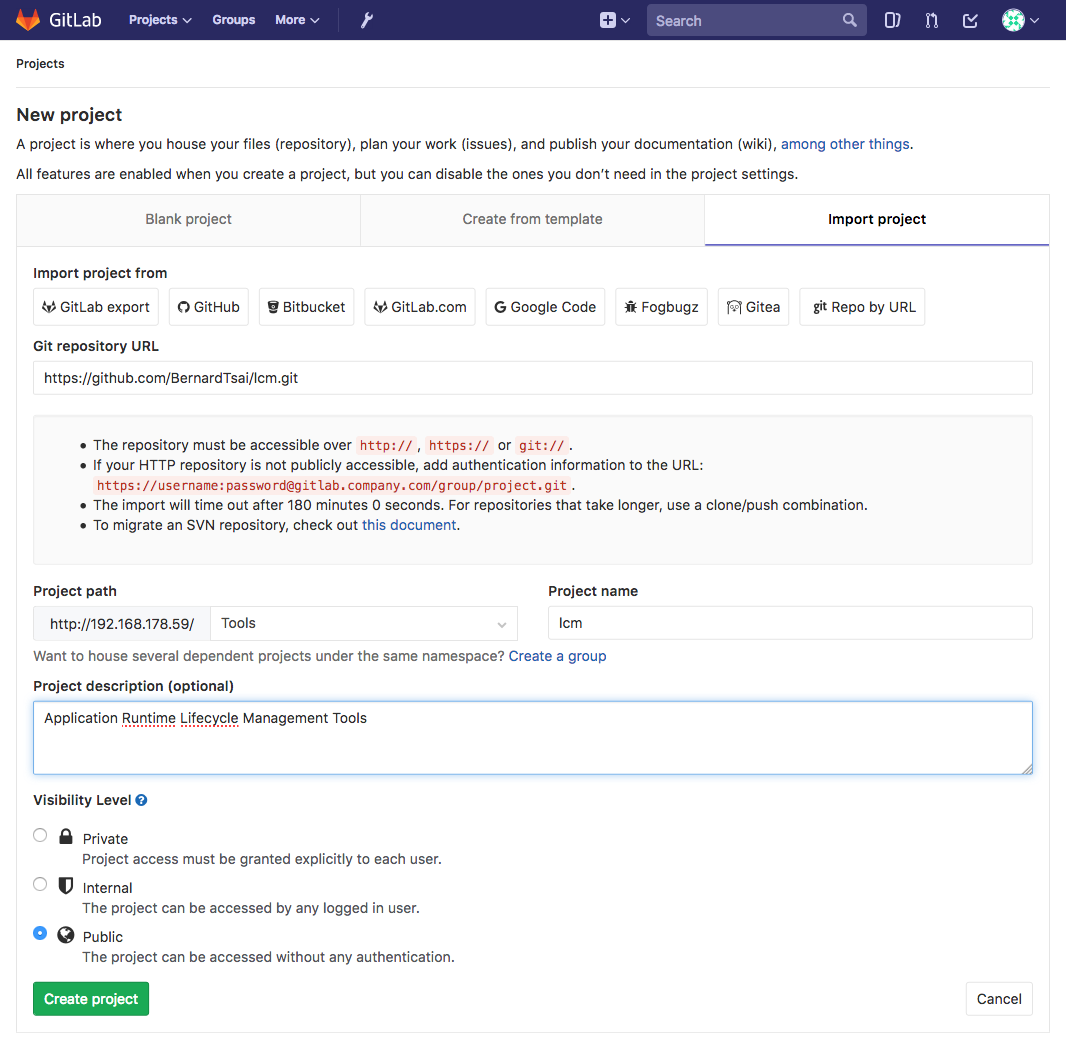 GitLab Projects Groups More Search
Projects
New project
A project is where you house your files (repository), plan your work (issues), and publish your documentation (wiki), among other things.
All features are enabled when you create a project, but you can disable the ones you don’t need in the project settings.
Blank project Create from template Import project
Import project from
GitLab export GitHub Bitbucket GitLab.com Google Code Fogbugz Gitea git Repo by URL
Git repository URL
https://github.com/BernardTsai/lcm.git
• The repository must be accessible over http://, https:// or git://.
• If your HTTP repository is not publicly accessible, add authentication information to the URL:
https://username:password@gitlab.company.com/group/project.git.
• The import will time out after 180 minutes 0 seconds. For repositories that take longer, use a clone/push combination.
• To migrate an SVN repository, check out this document.
Project path Project name
http://192.168.178.59/ Tools lcm
Want to house several dependent projects under the same namespace? Create a group
Project description (optional)
Application Runtime Lifecycle Management Tools
Visibility Level ?
Private
Project access must be granted explicitly to each user.
Internal
The project can be accessed by any logged in user.
Public
The project can be accessed without any authentication.
Create project Cancel